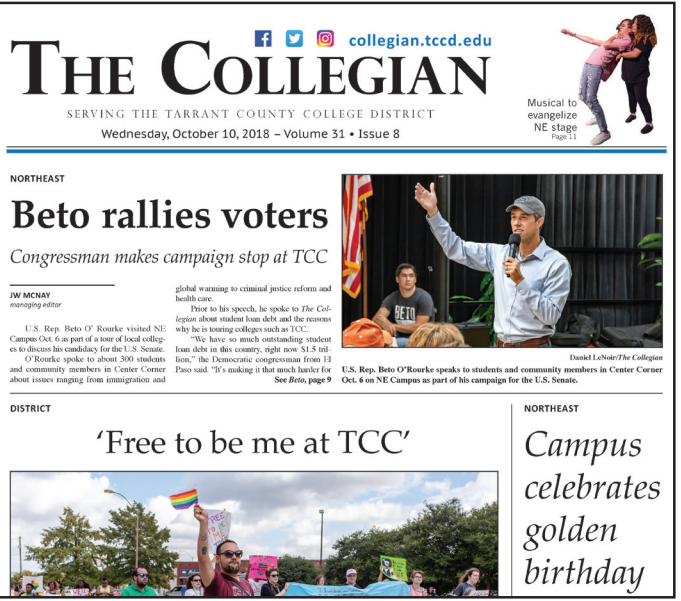 collegian.tccd.edu
THE COLLEGIAN
SERVING THE TARRANT COUNTY COLLEGE DISTRICT
Wednesday, October 10, 2018 – Volume 31 • Issue 8
Musical to
evangelize
NE stage
Page 11
NORTHEAST
Beto rallies voters
Congressman makes campaign stop at TCC
JW MCNAY
managing editor
U.S. Rep. Beto O' Rourke visited NE
Campus Oct. 6 as part of a tour of local colleg-
es to discuss his candidacy for the U.S. Senate.
O'Rourke spoke to about 300 students
and community members in Center Corner
about issues ranging from immigration and
global warming to criminal justice reform and
health care.
Prior to his speech, he spoke to The Col-
legian about student loan debt and the reasons
why he is touring colleges such as TCC.
"We have so much outstanding student
loan debt in this country, right now $1.5 tril-
lion," the Democratic congressman from El
Paso said. "It's making it that much harder for
See Beto, page 9
BETO
Daniel LeNoir/The Collegian
U.S. Rep. Beto O'Rourke speaks to students and community members in Center Corner
Oct. 6 on NE Campus as part of his campaign for the U.S. Senate.
DISTRICT
'Free to be me at TCC'
FREE
TO BE
ME
NORTHEAST
Campus
celebrates
golden
birthday